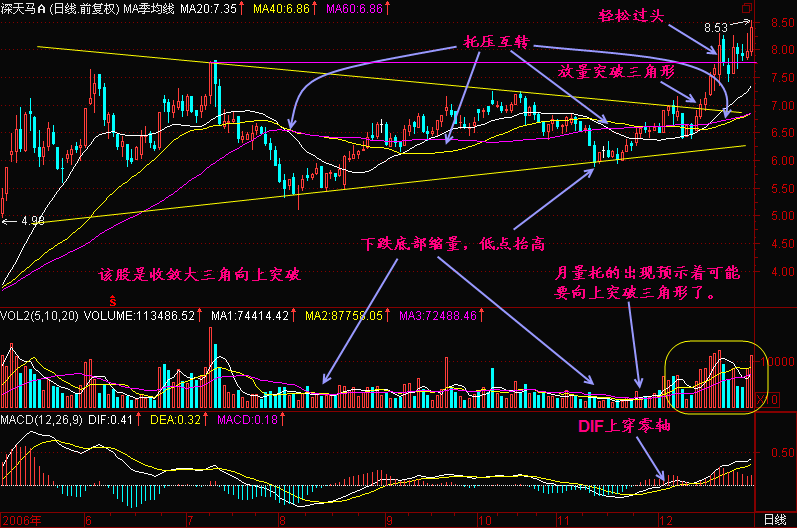 深天马A (日线.前复权) MA季均线 MA20:7.35↑ MA40:6.86↑ MA60:6.86↑
轻松过头
8.53
8.50
托压互转
8.00
放量突破三角形
7.50
7.00
6.50
6.00
5.50
4.98
5.00
下跌底部缩量，低点抬高
4.50
该股是收敛大三角向上突破
月量托的出现预示着可能
要向上突破三角形了。
4.00
S
VOL2(5,10,20) VOLUME:113486.52↑ MA1:74414.42↑ MA2:87758.05↑ MA3:72488.46↑
10000
X10
MACD(12,26,9) DIF:0.41↑ DEA:0.32↑ MACD:0.18↑
DIF上穿零轴
0.50
0.00
2006年 6 7 8 9 10 11 12 日线